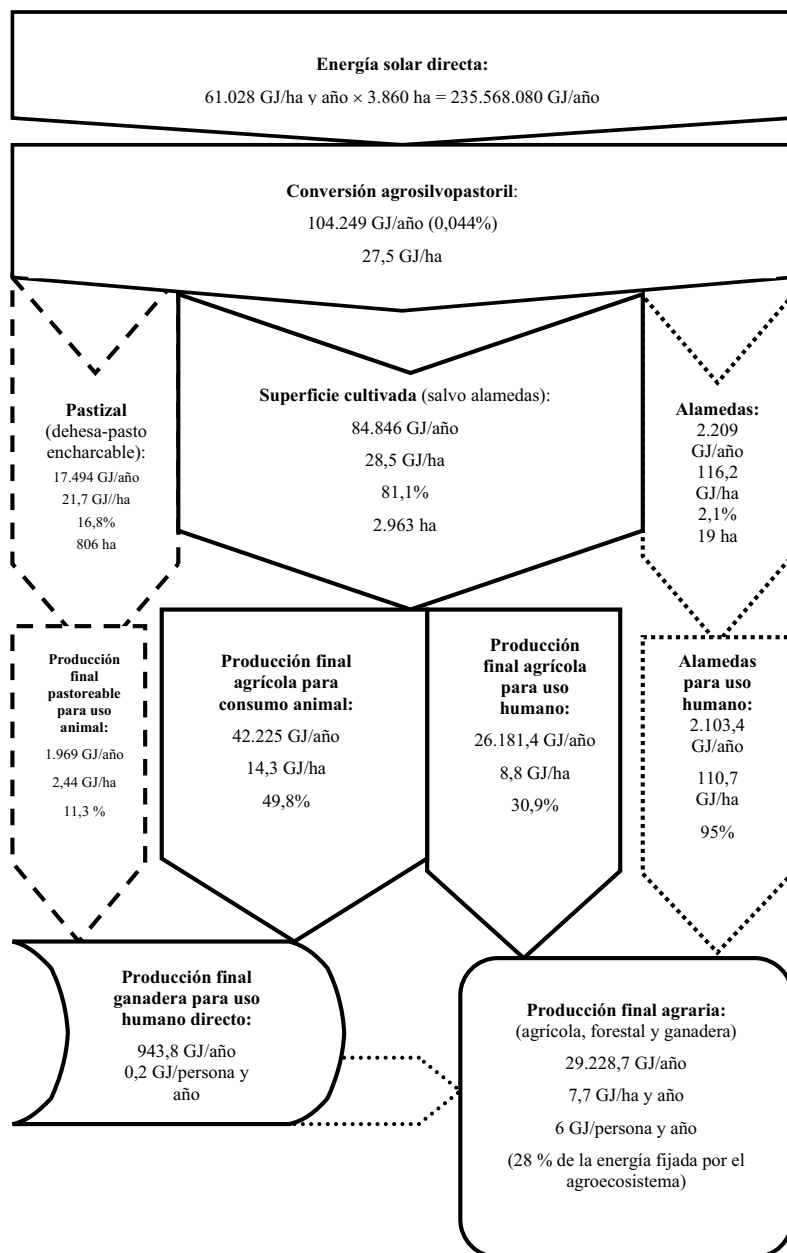 Energía solar directa:
61.028 GJ/ha y año × 3.860 ha = 235.568.080 GJ/año
Conversión agrosilvopastoril:
104.249 GJ/año (0,044%)
27,5 GJ/ha
Pastizal
(dehesa-pasto
encharcable):
17.494 GJ/año
21,7 GJ//ha
16,8%
806 ha
Superficie cultivada (salvo alamedas):
84.846 GJ/año
28,5 GJ/ha
81,1%
2.963 ha
Alamedas:
2.209
GJ/año
116,2
GJ/ha
2,1%
19 ha
Producción
final
pastoreable
para uso
animal:
1.969 GJ/año
2,44 GJ/ha
11,3 %
Producción final
agrícola para
consumo animal:
42.225 GJ/año
14,3 GJ/ha
49,8%
Producción
final agrícola
para uso
humano:
26.181,4 GJ/año
8,8 GJ/ha
30,9%
Alamedas
para uso
humano:
2.103,4
GJ/año
110,7
GJ/ha
95%
Producción final
ganadera para uso
humano directo:
943,8 GJ/año
0,2 GJ/persona y
año
Producción final agraria:
(agrícola, forestal y ganadera)
29.228,7 GJ/año
7,7 GJ/ha y año
6 GJ/persona y año
(28 % de la energía fijada por el
agroecosistema)